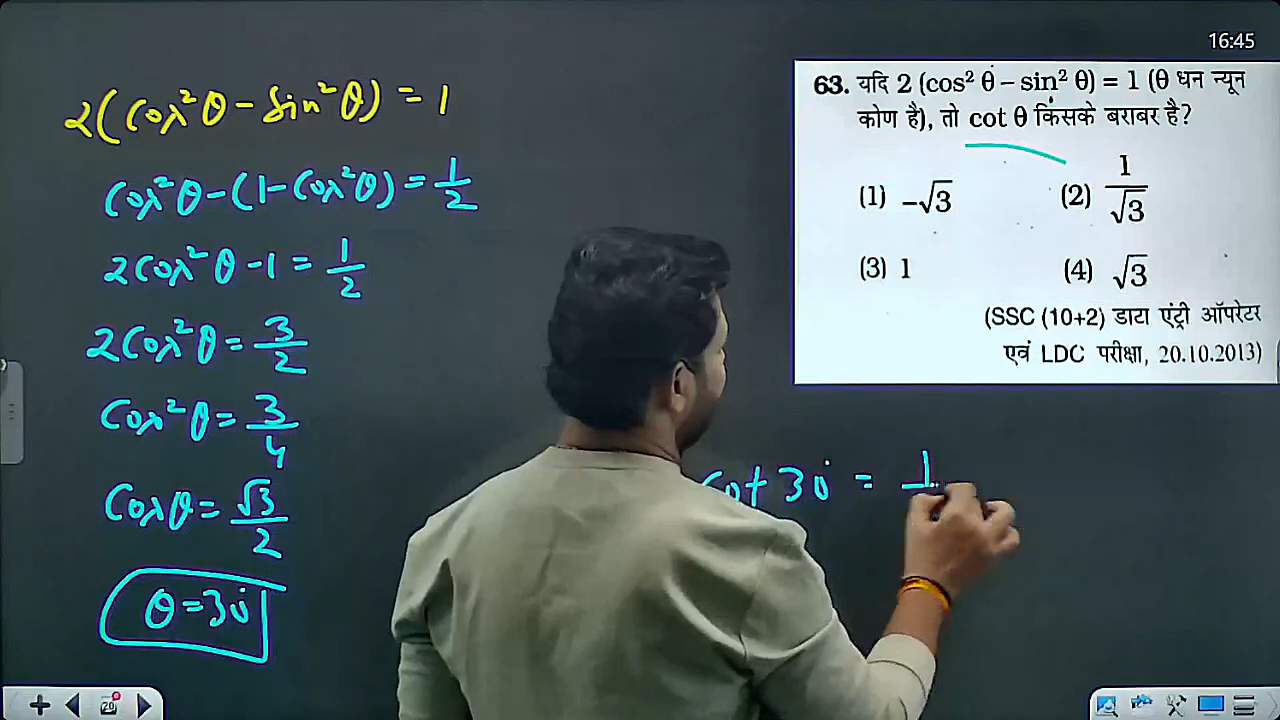 16:45
2(cos²θ - sin²θ) = 1
cos²θ - (1 - cos²θ) = 1/2
2cos²θ - 1 = 1/2
2cos²θ = 3/2
cos²θ = 3/4
cosθ = √3/2
θ = 30°
63. यदि 2 (cos² θ – sin² θ) = 1 (θ धन न्यून
कोण है), तो cot θ किसके बराबर है?
(1) –√3 (2) 1/√3
(3) 1 (4) √3
(SSC (10+2) डाटा एंट्री ऑपरेटर
एवं LDC परीक्षा, 20.10.2013)
cot 30° = 1
20